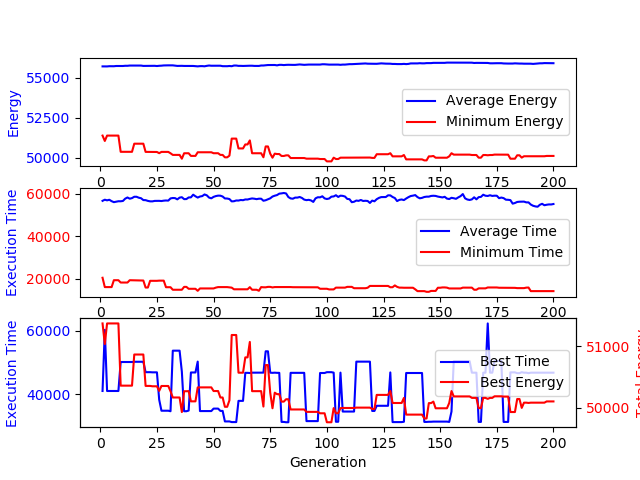 55000
52500
50000
Energy
Average Energy
Minimum Energy
0 25 50 75 100 125 150 175 200
60000
40000
20000
Execution Time
Average Time
Minimum Time
0 25 50 75 100 125 150 175 200
60000
40000
Execution Time
Best Time
Best Energy
51000
50000
Total Energy
0 25 50 75 100 125 150 175 200
Generation